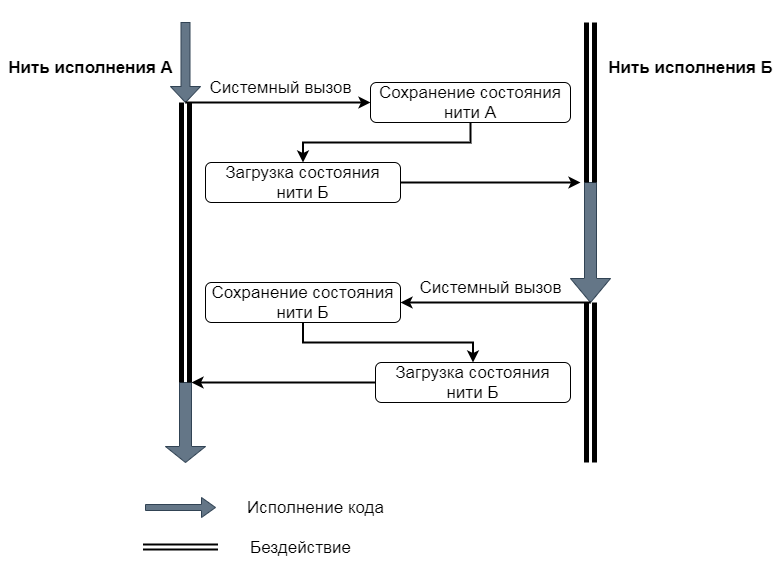 Нить исполнения А
Нить исполнения Б
Системный вызов
Сохранение состояния
нити А
Загрузка состояния
нити Б
Системный вызов
Сохранение состояния
нити Б
Загрузка состояния
нити Б
Исполнение кода
Бездействие